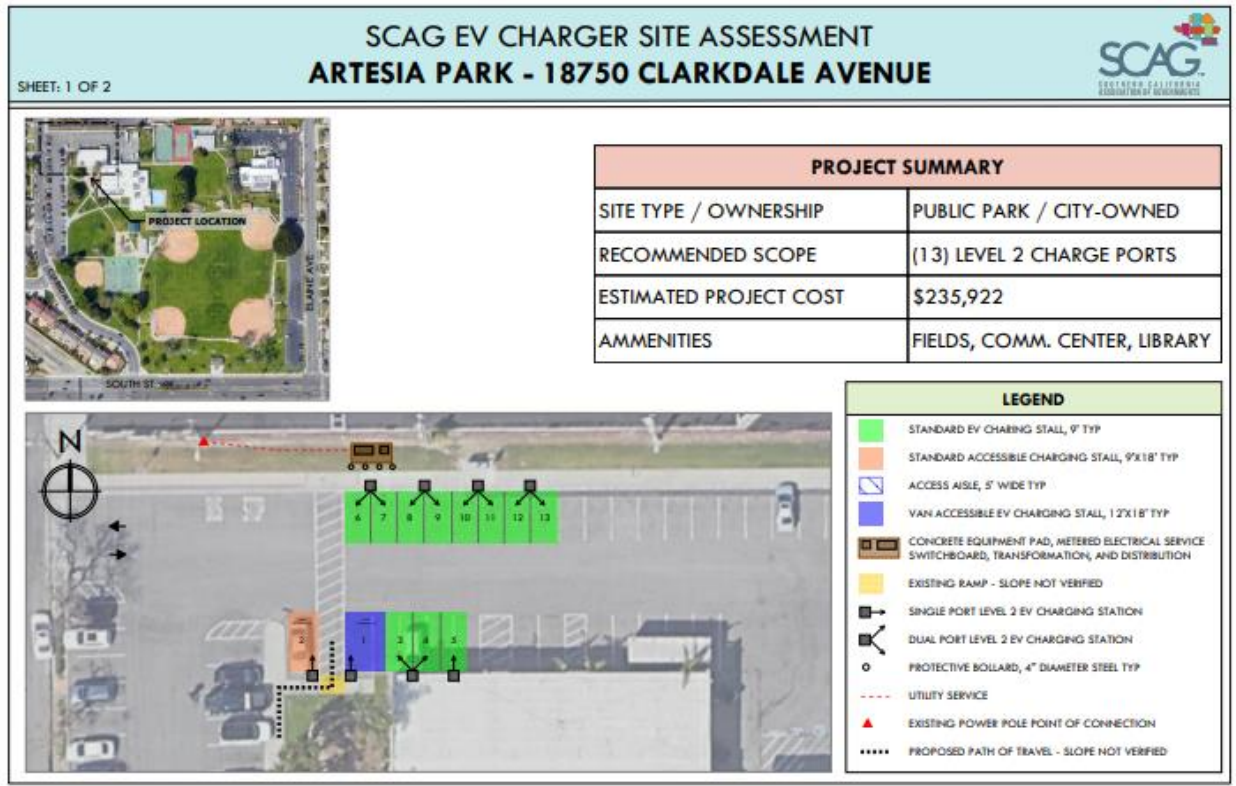 SCAG EV CHARGER SITE ASSESSMENT
ARTESIA PARK - 18750 CLARKDALE AVENUE
SHEET: 1 OF 2
SCAG
SOUTHERN CALIFORNIA
ASSOCIATION OF GOVERNMENTS
PROJECT LOCATION
ELAINE AVE
SOUTH ST
PROJECT SUMMARY
SITE TYPE / OWNERSHIP PUBLIC PARK / CITY-OWNED
RECOMMENDED SCOPE (13) LEVEL 2 CHARGE PORTS
ESTIMATED PROJECT COST $235,922
AMMENITIES FIELDS, COMM. CENTER, LIBRARY
N
6 7 8 9 10 11 12 13
2 1 3 4 5
LEGEND
STANDARD EV CHARING STALL, 9' TYP
STANDARD ACCESSIBLE CHARGING STALL, 9'X18' TYP
ACCESS AISLE, 5' WIDE TYP
VAN ACCESSIBLE EV CHARGING STALL, 12'X18' TYP
CONCRETE EQUIPMENT PAD, METERED ELECTRICAL SERVICE
SWITCHBOARD, TRANSFORMATION, AND DISTRIBUTION
EXISTING RAMP - SLOPE NOT VERIFIED
SINGLE PORT LEVEL 2 EV CHARGING STATION
DUAL PORT LEVEL 2 EV CHARGING STATION
PROTECTIVE BOLLARD, 4" DIAMETER STEEL TYP
UTILITY SERVICE
EXISTING POWER POLE POINT OF CONNECTION
PROPOSED PATH OF TRAVEL - SLOPE NOT VERIFIED